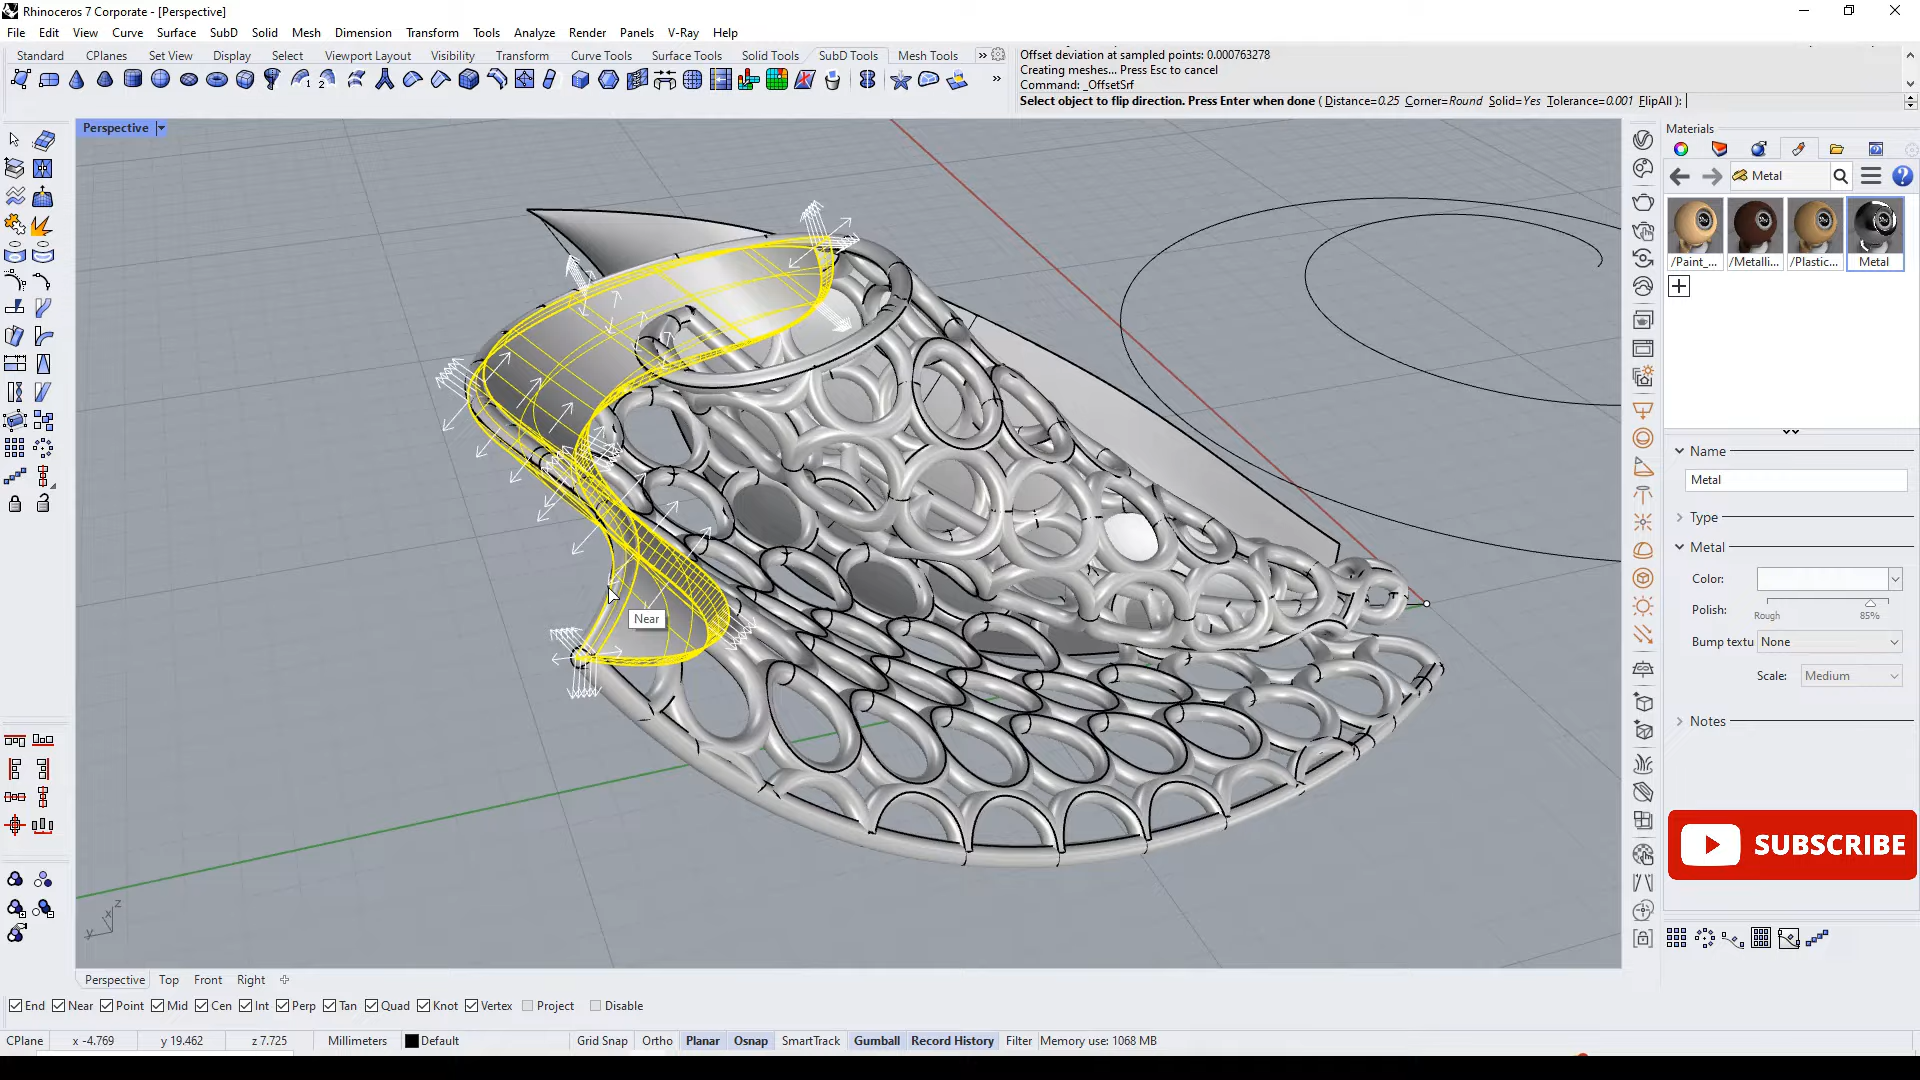 Rhinoceros 7 Corporate - [Perspective]
File Edit View Curve Surface SubD Solid Mesh Dimension Transform Tools Analyze Render Panels V-Ray Help
Standard CPlanes Set View Display Select Viewport Layout Visibility Transform Curve Tools Surface Tools Solid Tools SubD Tools Mesh Tools
Offset deviation at sampled points: 0.000763278
Creating meshes... Press Esc to cancel
Command: _OffsetSrf
Select object to flip direction. Press Enter when done ( Distance=0.25 Corner=Round Solid=Yes Tolerance=0.001 FlipAll ):
Perspective
Materials
Metal
/Paint_... /Metalli... /Plastic... Metal
Name
Metal
Type
Metal
Color:
Polish:
Rough 85%
Bump textu None
Scale: Medium
Notes
Near
SUBSCRIBE
z
x
y
Perspective Top Front Right
End Near Point Mid Cen Int Perp Tan Quad Knot Vertex Project Disable
CPlane x -4.769 y 19.462 z 7.725 Millimeters Default Grid Snap Ortho Planar Osnap SmartTrack Gumball Record History Filter Memory use: 1068 MB